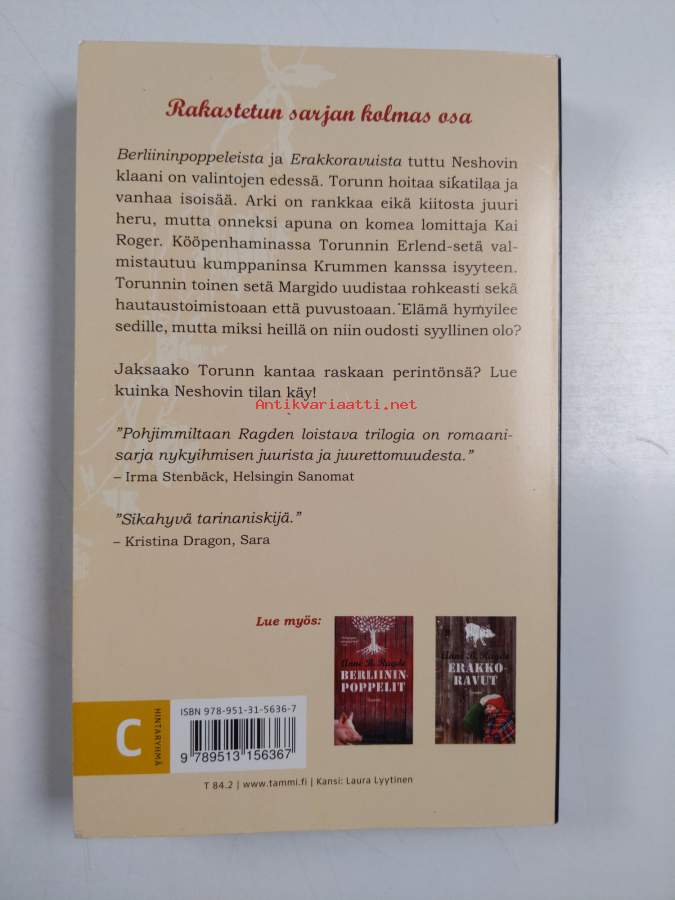 Rakastetun sarjan kolmas osa
Berliininpoppeleista ja Erakkoravuista tuttu Neshovin
klaani on valintojen edessä. Torunn hoitaa sikatilaa ja
vanhaa isoisää. Arki on rankkaa eikä kiitosta juuri
heru, mutta onneksi apuna on komea lomittaja Kai
Roger. Kööpenhaminassa Torunnin Erlend-setä val-
mistautuu kumppaninsa Krummen kanssa isyyteen.
Torunnin toinen setä Margido uudistaa rohkeasti sekä
hautaustoimistoaan että puvustoaan. Elämä hymyilee
sedille, mutta miksi heillä on niin oudosti syyllinen olo?
Jaksaako Torunn kantaa raskaan perintönsä? Lue
kuinka Neshovin tilan käy!
Antikvariaatti.net
"Pohjimmiltaan Ragden loistava trilogia on romaani-
sarja nykyihmisen juurista ja juurettomuudesta."
– Irma Stenbäck, Helsingin Sanomat
"Sikahyvä tarinaniskijä."
– Kristina Dragon, Sara
Lue myös:
Anne B. Ragde
BERLIININ-
POPPELIT
Anne B. Ragde
ERAKKO-
RAVUT
C
HINTARYHMÄ
ISBN 978-951-31-5636-7
9 789513 156367
T 84.2 | www.tammi.fi | Kansi: Laura Lyytinen